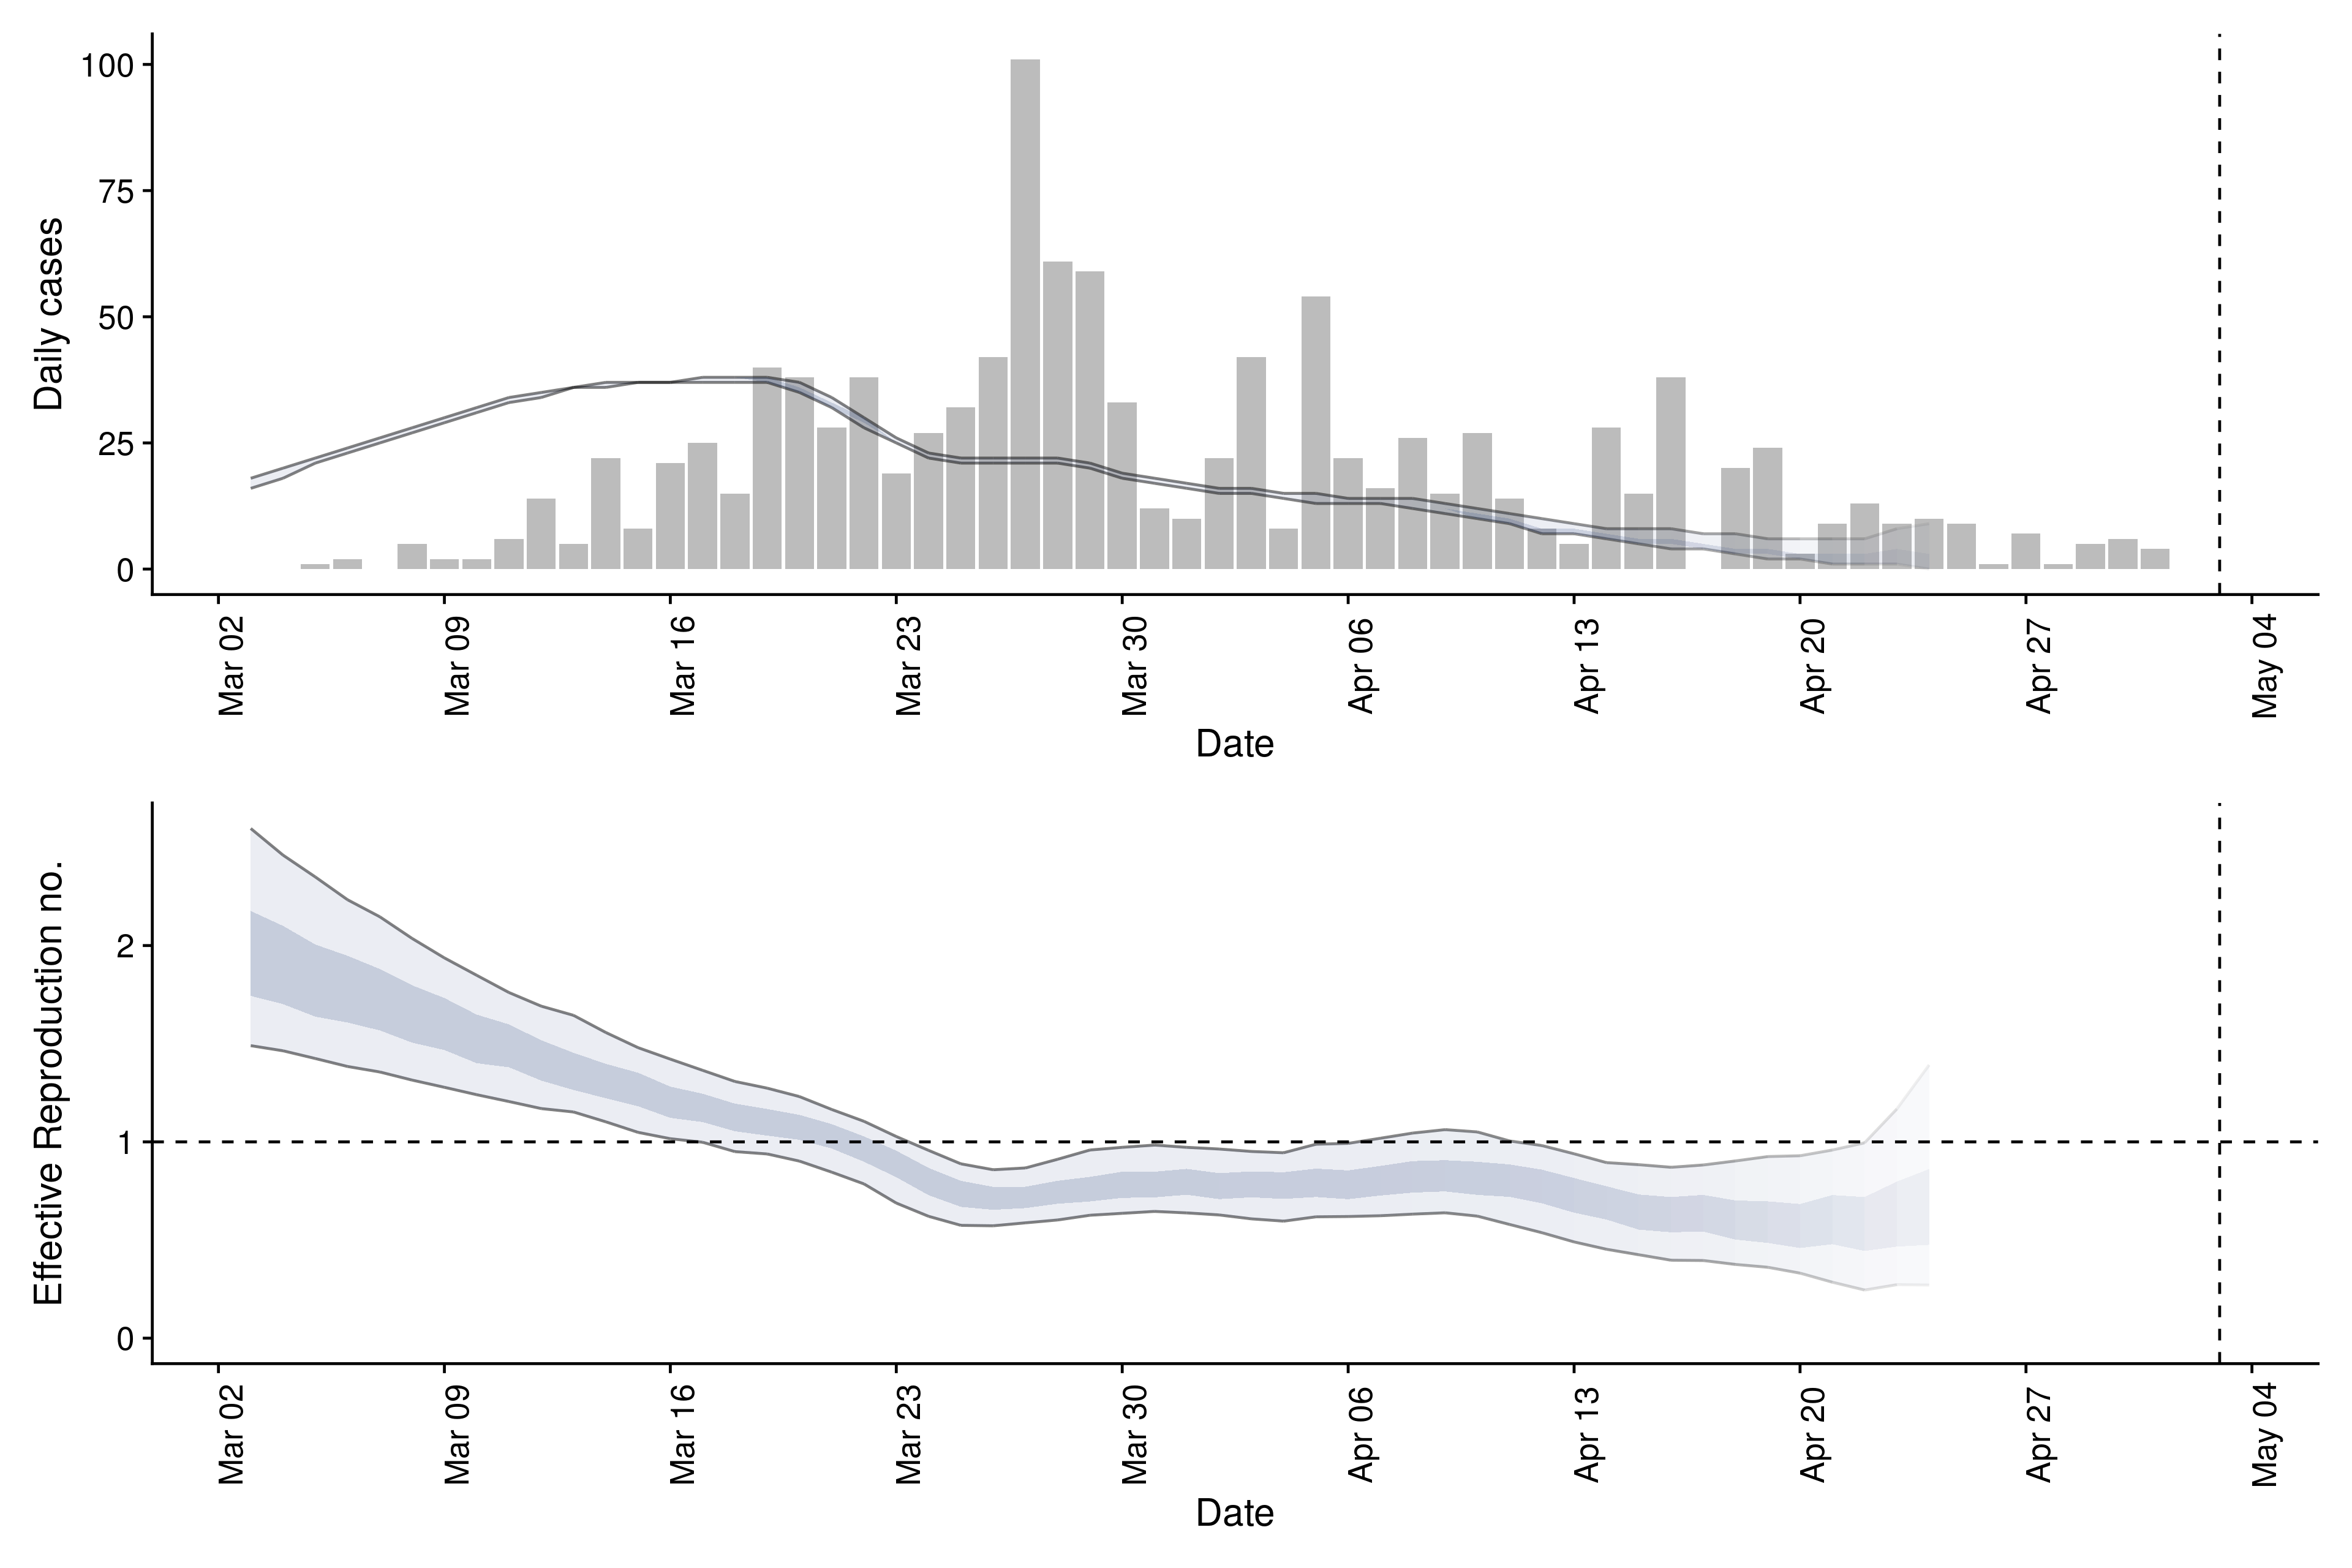 Daily cases
100
75
50
25
0
Mar 02
Mar 09
Mar 16
Mar 23
Mar 30
Apr 06
Apr 13
Apr 20
Apr 27
May 04
Date
Effective Reproduction no.
2
1
0
Mar 02
Mar 09
Mar 16
Mar 23
Mar 30
Apr 06
Apr 13
Apr 20
Apr 27
May 04
Date